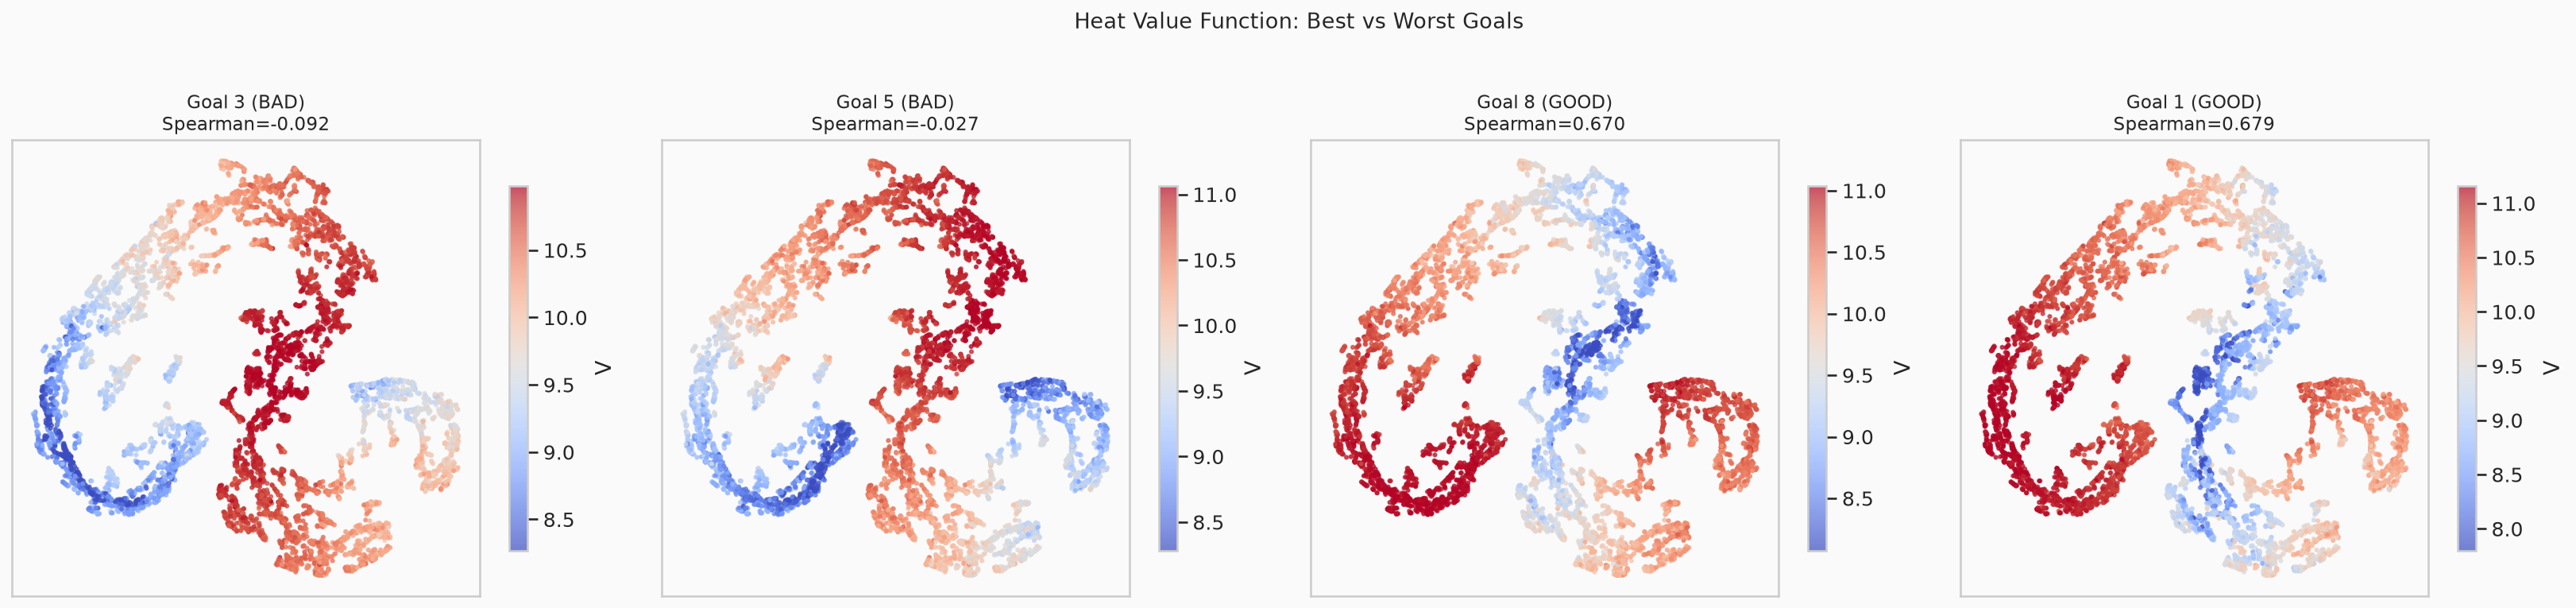 Heat Value Function: Best vs Worst Goals
Goal 3 (BAD)
Spearman=-0.092
10.5
10.0
9.5
9.0
8.5
V
Goal 5 (BAD)
Spearman=-0.027
11.0
10.5
10.0
9.5
9.0
8.5
V
Goal 8 (GOOD)
Spearman=0.670
11.0
10.5
10.0
9.5
9.0
8.5
V
Goal 1 (GOOD)
Spearman=0.679
11.0
10.5
10.0
9.5
9.0
8.5
8.0
V